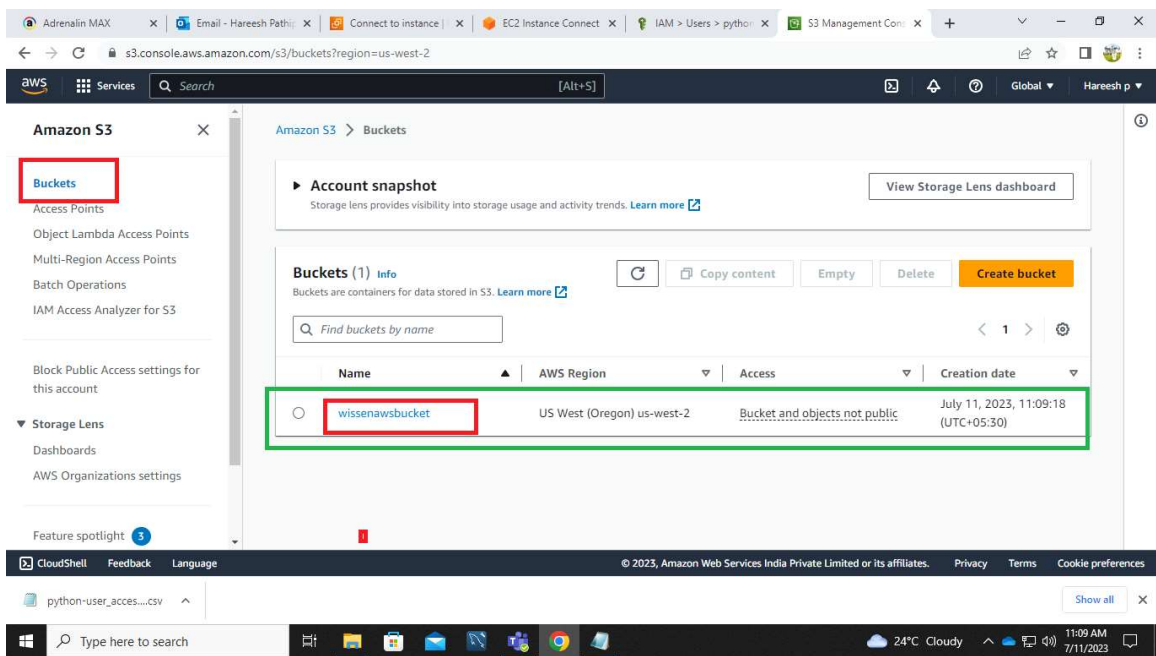 Adrenalin MAX
Email - Hareesh Pathip
Connect to instance |
EC2 Instance Connect
IAM > Users > python
S3 Management Con
s3.console.aws.amazon.com/s3/buckets?region=us-west-2
aws
Services
Search
[Alt+S]
Global
Hareesh p
Amazon S3
Buckets
Access Points
Object Lambda Access Points
Multi-Region Access Points
Batch Operations
IAM Access Analyzer for S3
Block Public Access settings for
this account
Storage Lens
Dashboards
AWS Organizations settings
Feature spotlight 3
Amazon S3 > Buckets
Account snapshot
Storage lens provides visibility into storage usage and activity trends. Learn more
View Storage Lens dashboard
Buckets (1) Info
Buckets are containers for data stored in S3. Learn more
Copy content
Empty
Delete
Create bucket
Find buckets by name
< 1 >
Name
AWS Region
Access
Creation date
wissenawsbucket
US West (Oregon) us-west-2
Bucket and objects not public
July 11, 2023, 11:09:18
(UTC+05:30)
CloudShell
Feedback
Language
© 2023, Amazon Web Services India Private Limited or its affiliates.
Privacy
Terms
Cookie preferences
python-user_acces....csv
Show all
Type here to search
24°C Cloudy
11:09 AM
7/11/2023